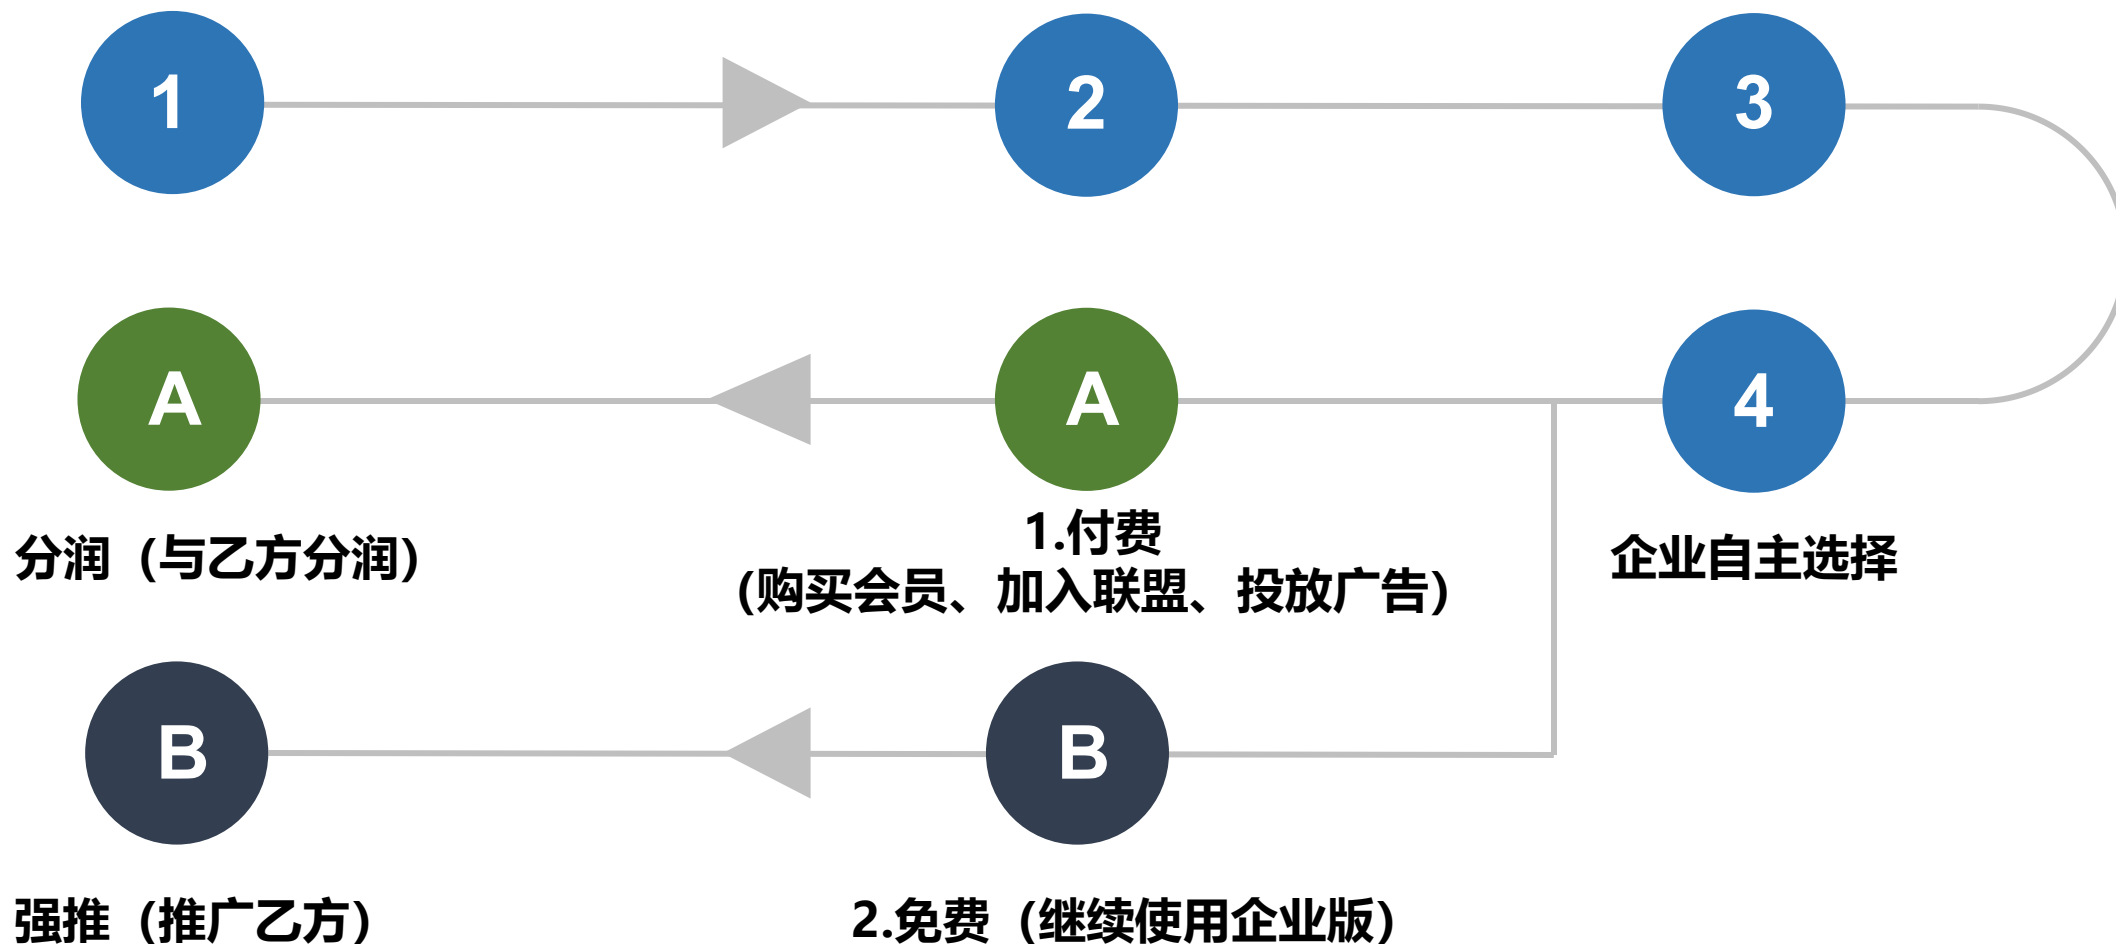 1
2
3
A
A
4
分润（与乙方分润）
1.付费
（购买会员、加入联盟、投放广告）
企业自主选择
B
B
强推（推广乙方）
2.免费（继续使用企业版）